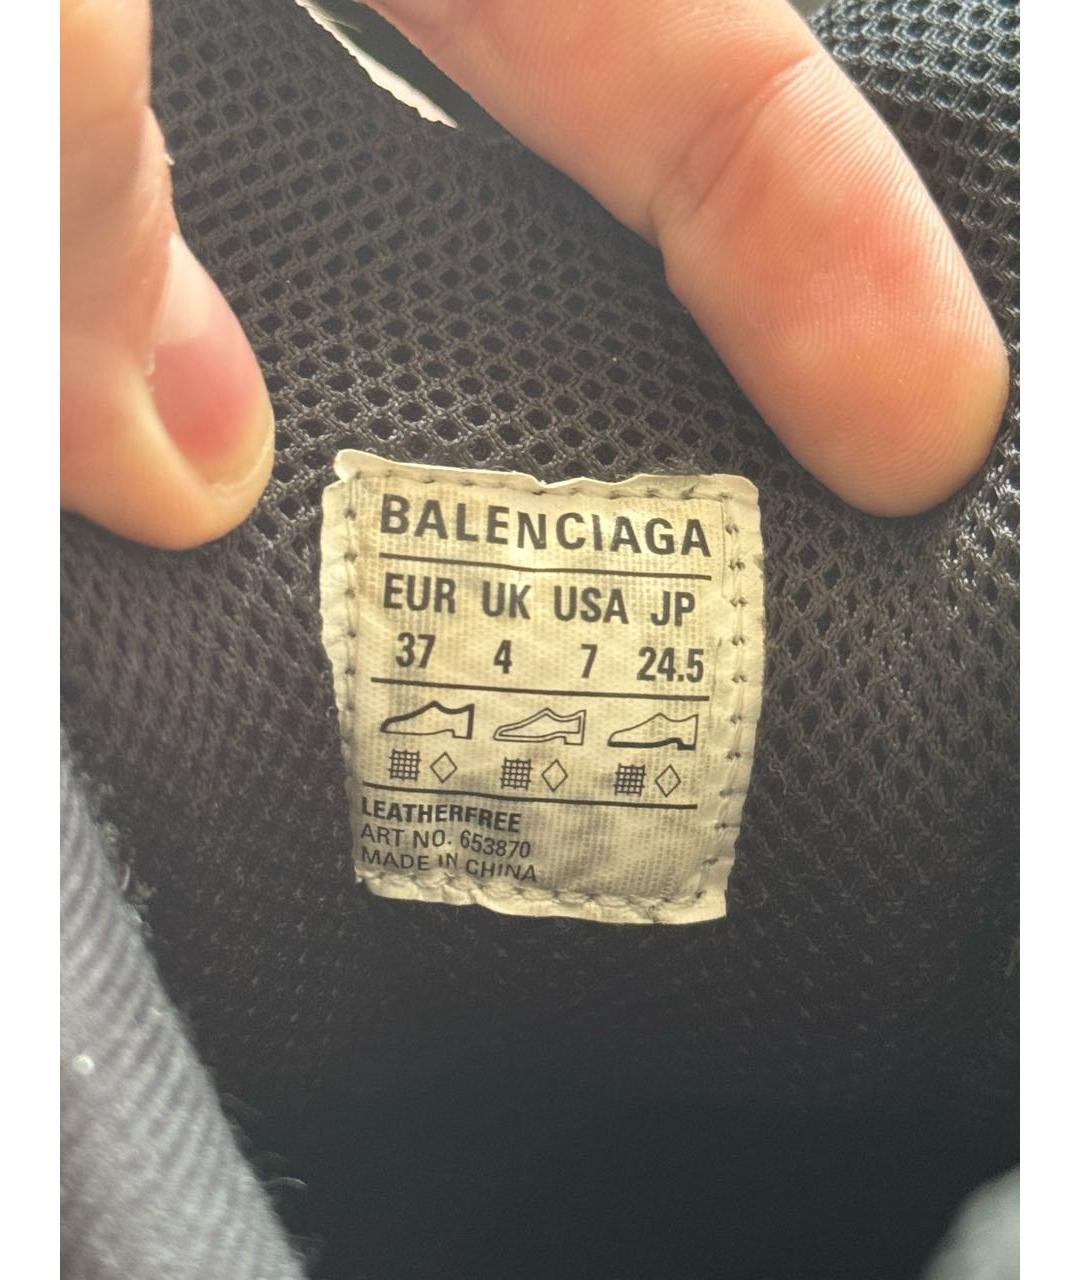 BALENCIAGA
EUR UK USA JP
37 4 7 24.5
LEATHERFREE
ART NO. 653870
MADE IN CHINA